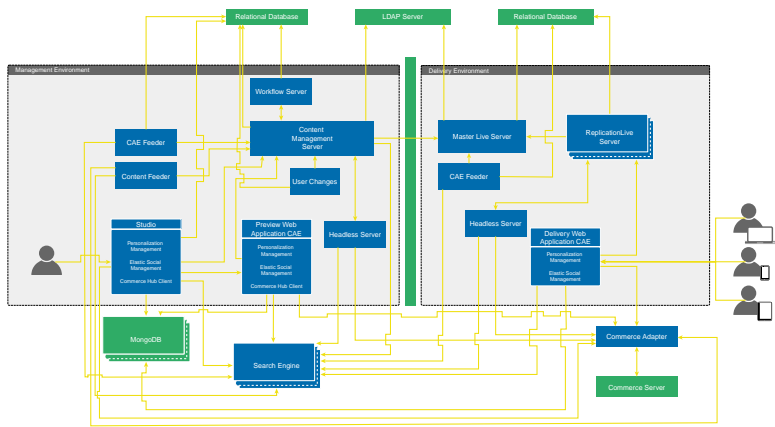 Relational Database
LDAP Server
Relational Database
Management Environment
Delivery Environment
Workflow Server
Content
Management
Server
CAE Feeder
Content Feeder
User Changes
Master Live Server
ReplicationLive
Server
CAE Feeder
Studio
Personalization
Management
Elastic Social
Management
Commerce Hub Client
Preview Web
Application CAE
Personalization
Management
Elastic Social
Management
Commerce Hub Client
Headless Server
Headless Server
Delivery Web
Application CAE
Personalization
Management
Elastic Social
Management
MongoDB
Search Engine
Commerce Adapter
Commerce Server